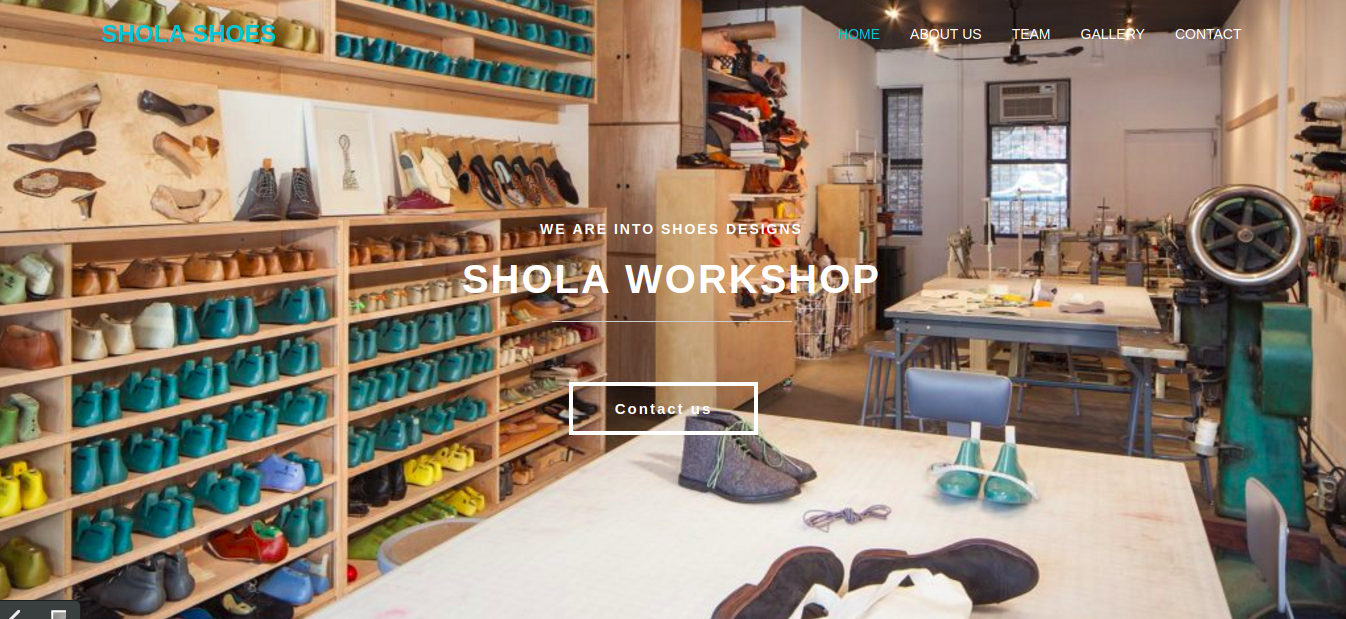 SHOLA SHOES
HOME ABOUT US TEAM GALLERY CONTACT
WE ARE INTO SHOES DESIGNS
SHOLA WORKSHOP
Contact us